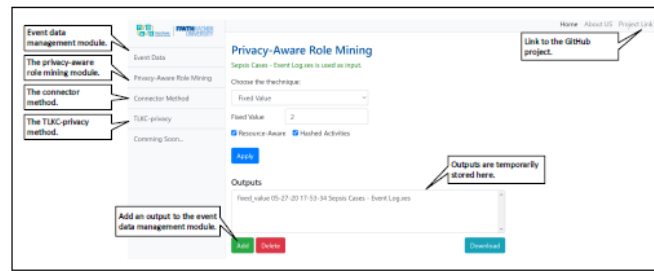 Home About US Project Link
RWTH AACHEN
UNIVERSITY
Event data
management module.
The privacy-aware
role mining module.
The connector
method.
The TLKC-privacy
method.
Event Data
Privacy-Aware Role Mining
Connector Method
TLKC-privacy
Comming Soon...
Link to the GitHub
project.
Privacy-Aware Role Mining
Sepsis Cases - Event Log.xes is used as input.
Choose the thechnique:
Fixed Value
Fixed Value 2
Resource-Aware Hashed Activities
Apply
Outputs are temporarily
stored here.
Outputs
fixed_value 05-27-20 17-53-34 Sepsis Cases - Event Log.xes
Add an output to the event
data management module.
Add Delete Download